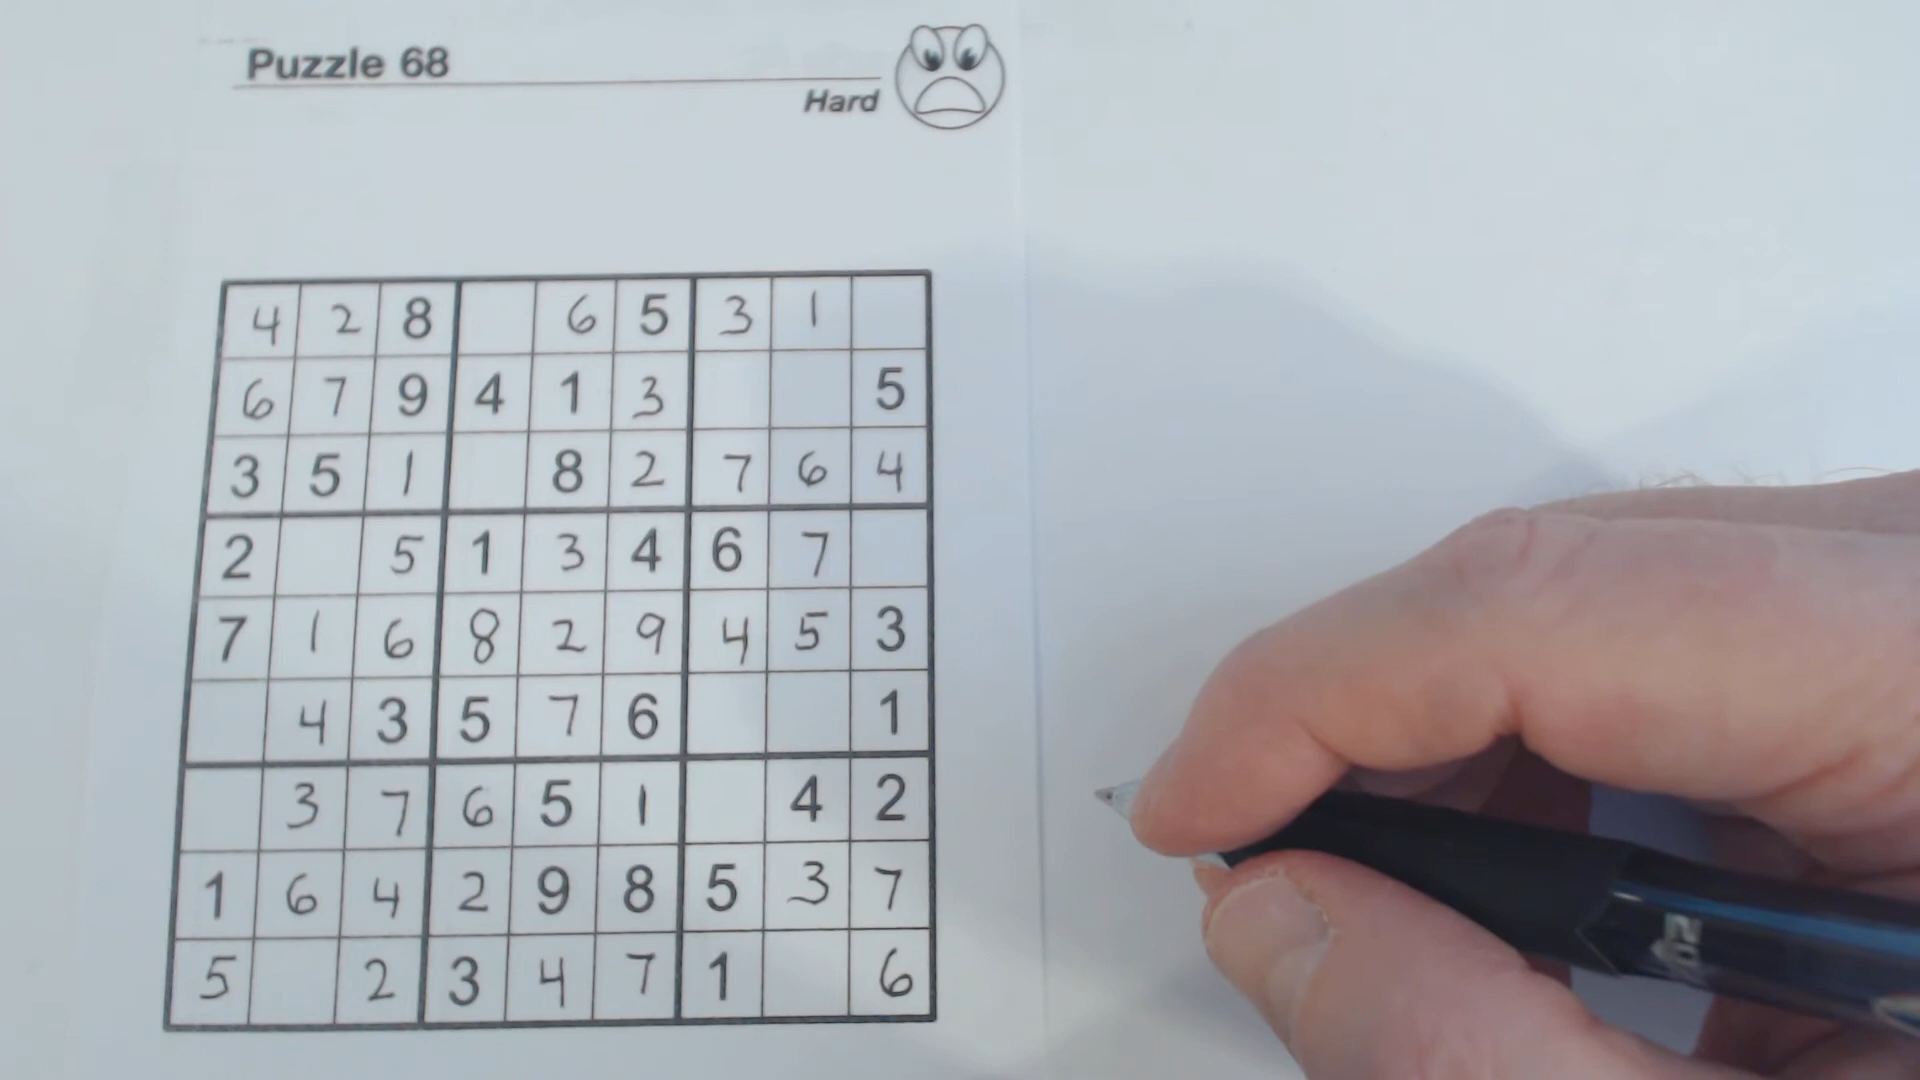 Puzzle 68
Hard
4 2 8 6 5 3 1
6 7 9 4 1 3 5
3 5 1 8 2 7 6 4
2 5 1 3 4 6 7
7 1 6 8 2 9 4 5 3
4 3 5 7 6 1
3 7 6 5 1 4 2
1 6 4 2 9 8 5 3 7
5 2 3 4 7 1 6